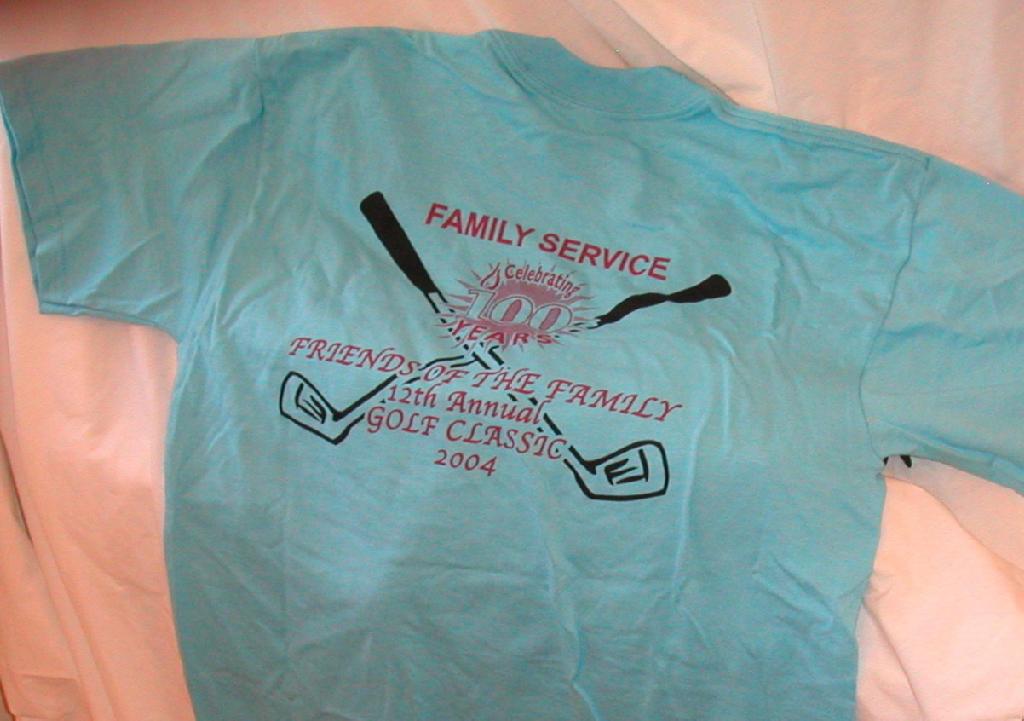 FAMILY SERVICE
Celebrating
100
YEARS
FRIENDS OF THE FAMILY
12th Annual
GOLF CLASSIC
2004